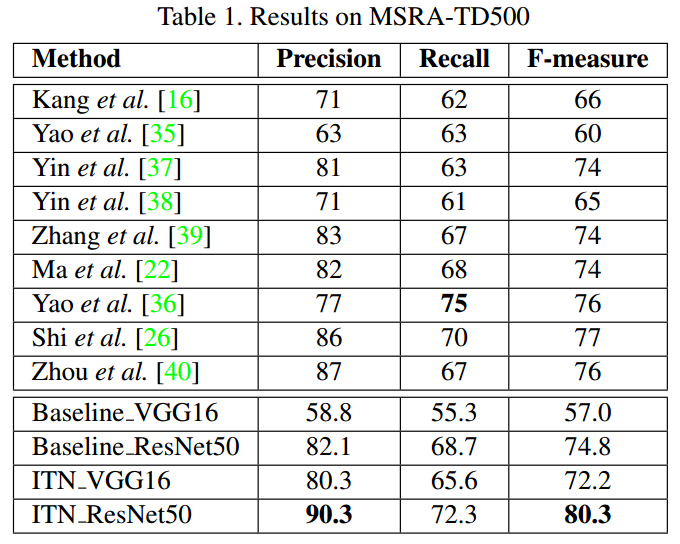 Table 1. Results on MSRA-TD500
Method Precision Recall F-measure
Kang et al. [16] 71 62 66
Yao et al. [35] 63 63 60
Yin et al. [37] 81 63 74
Yin et al. [38] 71 61 65
Zhang et al. [39] 83 67 74
Ma et al. [22] 82 68 74
Yao et al. [36] 77 75 76
Shi et al. [26] 86 70 77
Zhou et al. [40] 87 67 76
Baseline_VGG16 58.8 55.3 57.0
Baseline_ResNet50 82.1 68.7 74.8
ITN_VGG16 80.3 65.6 72.2
ITN_ResNet50 90.3 72.3 80.3